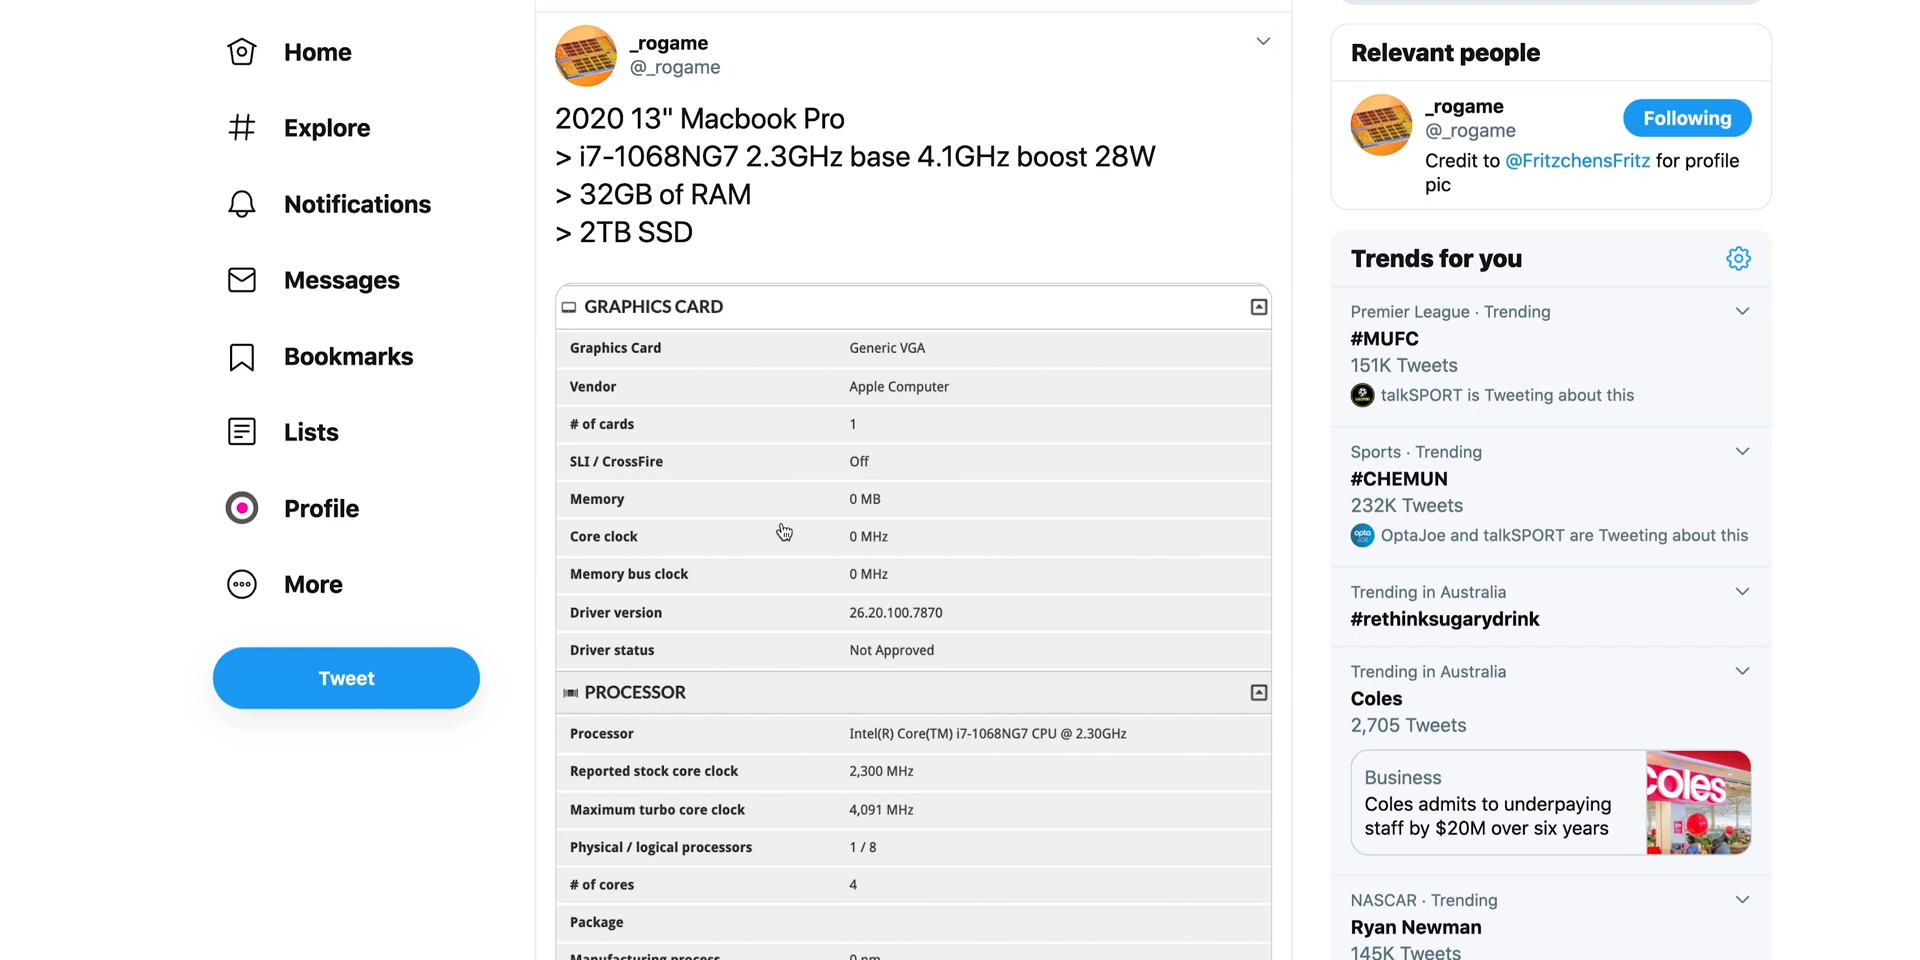 Home
Explore
Notifications
Messages
Bookmarks
Lists
Profile
More
Tweet
_rogame
@_rogame
2020 13" Macbook Pro
> i7-1068NG7 2.3GHz base 4.1GHz boost 28W
> 32GB of RAM
> 2TB SSD
GRAPHICS CARD
Graphics Card Generic VGA
Vendor Apple Computer
# of cards 1
SLI / CrossFire Off
Memory 0 MB
Core clock 0 MHz
Memory bus clock 0 MHz
Driver version 26.20.100.7870
Driver status Not Approved
PROCESSOR
Processor Intel(R) Core(TM) i7-1068NG7 CPU @ 2.30GHz
Reported stock core clock 2,300 MHz
Maximum turbo core clock 4,091 MHz
Physical / logical processors 1 / 8
# of cores 4
Package
Manufacturing process 0 nm
Relevant people
_rogame
@_rogame
Following
Credit to @FritzchensFritz for profile
pic
Trends for you
Premier League · Trending
#MUFC
151K Tweets
talkSPORT is Tweeting about this
Sports · Trending
#CHEMUN
232K Tweets
opta
OptaJoe and talkSPORT are Tweeting about this
Trending in Australia
#rethinksugarydrink
Trending in Australia
Coles
2,705 Tweets
Business
Coles admits to underpaying
staff by $20M over six years
coles
NASCAR · Trending
Ryan Newman
145K Tweets